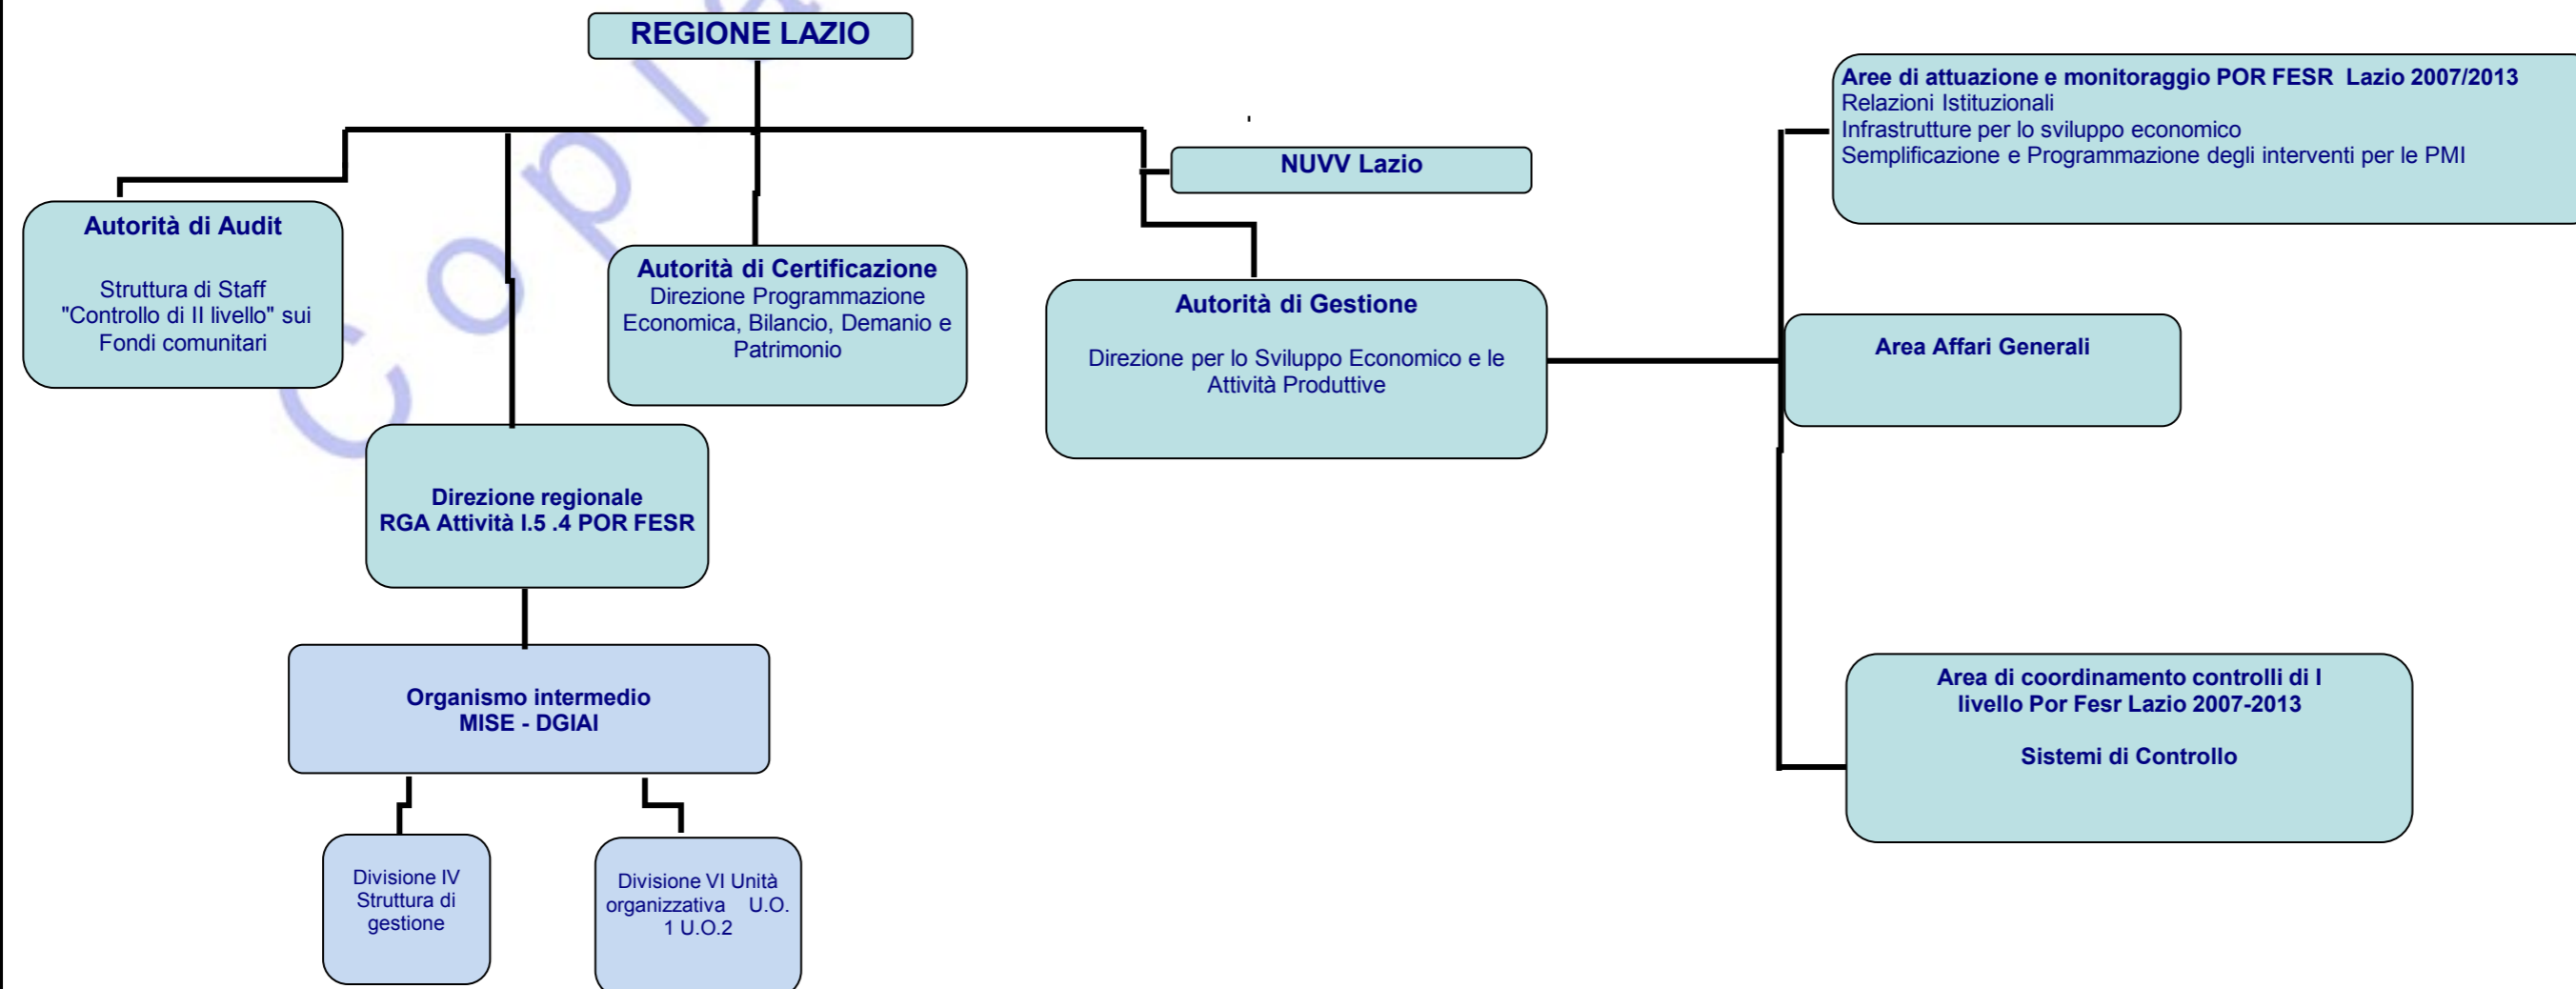 REGIONE LAZIO
Aree di attuazione e monitoraggio POR FESR Lazio 2007/2013
Relazioni Istituzionali
Infrastrutture per lo sviluppo economico
Semplificazione e Programmazione degli interventi per le PMI
NUVV Lazio
Autorità di Audit
Struttura di Staff
"Controllo di II livello" sui
Fondi comunitari
Autorità di Certificazione
Direzione Programmazione
Economica, Bilancio, Demanio e
Patrimonio
Autorità di Gestione
Direzione per lo Sviluppo Economico e le
Attività Produttive
Area Affari Generali
Direzione regionale
RGA Attività I.5 .4 POR FESR
Organismo intermedio
MISE - DGIAI
Area di coordinamento controlli di I
livello Por Fesr Lazio 2007-2013
Sistemi di Controllo
Divisione IV
Struttura di
gestione
Divisione VI Unità
organizzativa U.O.
1 U.O.2